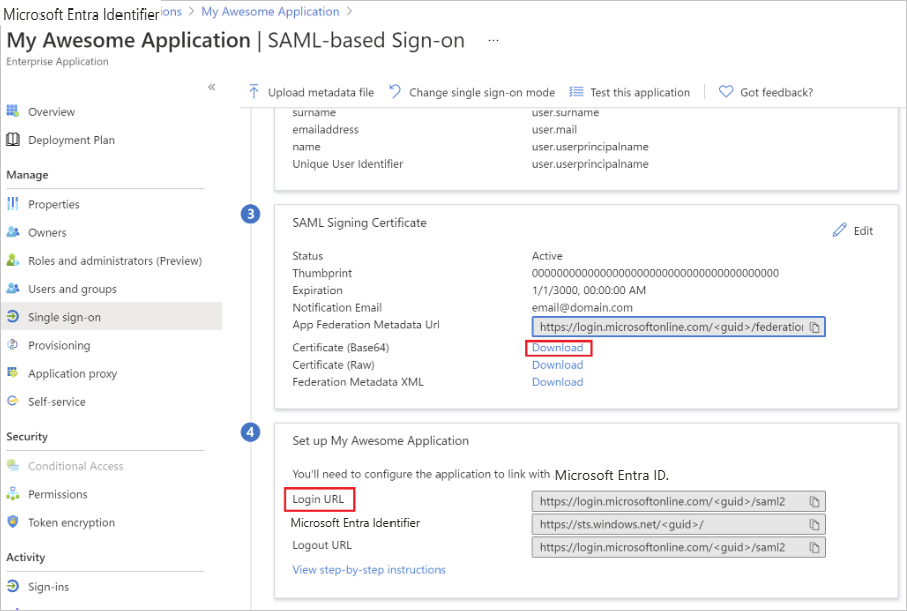 Microsoft Entra Identifier ions > My Awesome Application >
My Awesome Application | SAML-based Sign-on ...
Enterprise Application
«
Upload metadata file Change single sign-on mode Test this application Got feedback?
Overview
Deployment Plan
Manage
Properties
Owners
Roles and administrators (Preview)
Users and groups
Single sign-on
Provisioning
Application proxy
Self-service
Security
Conditional Access
Permissions
Token encryption
Activity
Sign-ins
surname user.surname
emailaddress user.mail
name user.userprincipalname
Unique User Identifier user.userprincipalname
3
SAML Signing Certificate
Edit
Status Active
Thumbprint 0000000000000000000000000000000000000000
Expiration 1/1/3000, 00:00:00 AM
Notification Email email@domain.com
App Federation Metadata Url https://login.microsoftonline.com/<guid>/federation
Certificate (Base64) Download
Certificate (Raw) Download
Federation Metadata XML Download
4
Set up My Awesome Application
You'll need to configure the application to link with Microsoft Entra ID.
Login URL https://login.microsoftonline.com/<guid>/saml2
Microsoft Entra Identifier https://sts.windows.net/<guid>/
Logout URL https://login.microsoftonline.com/<guid>/saml2
View step-by-step instructions